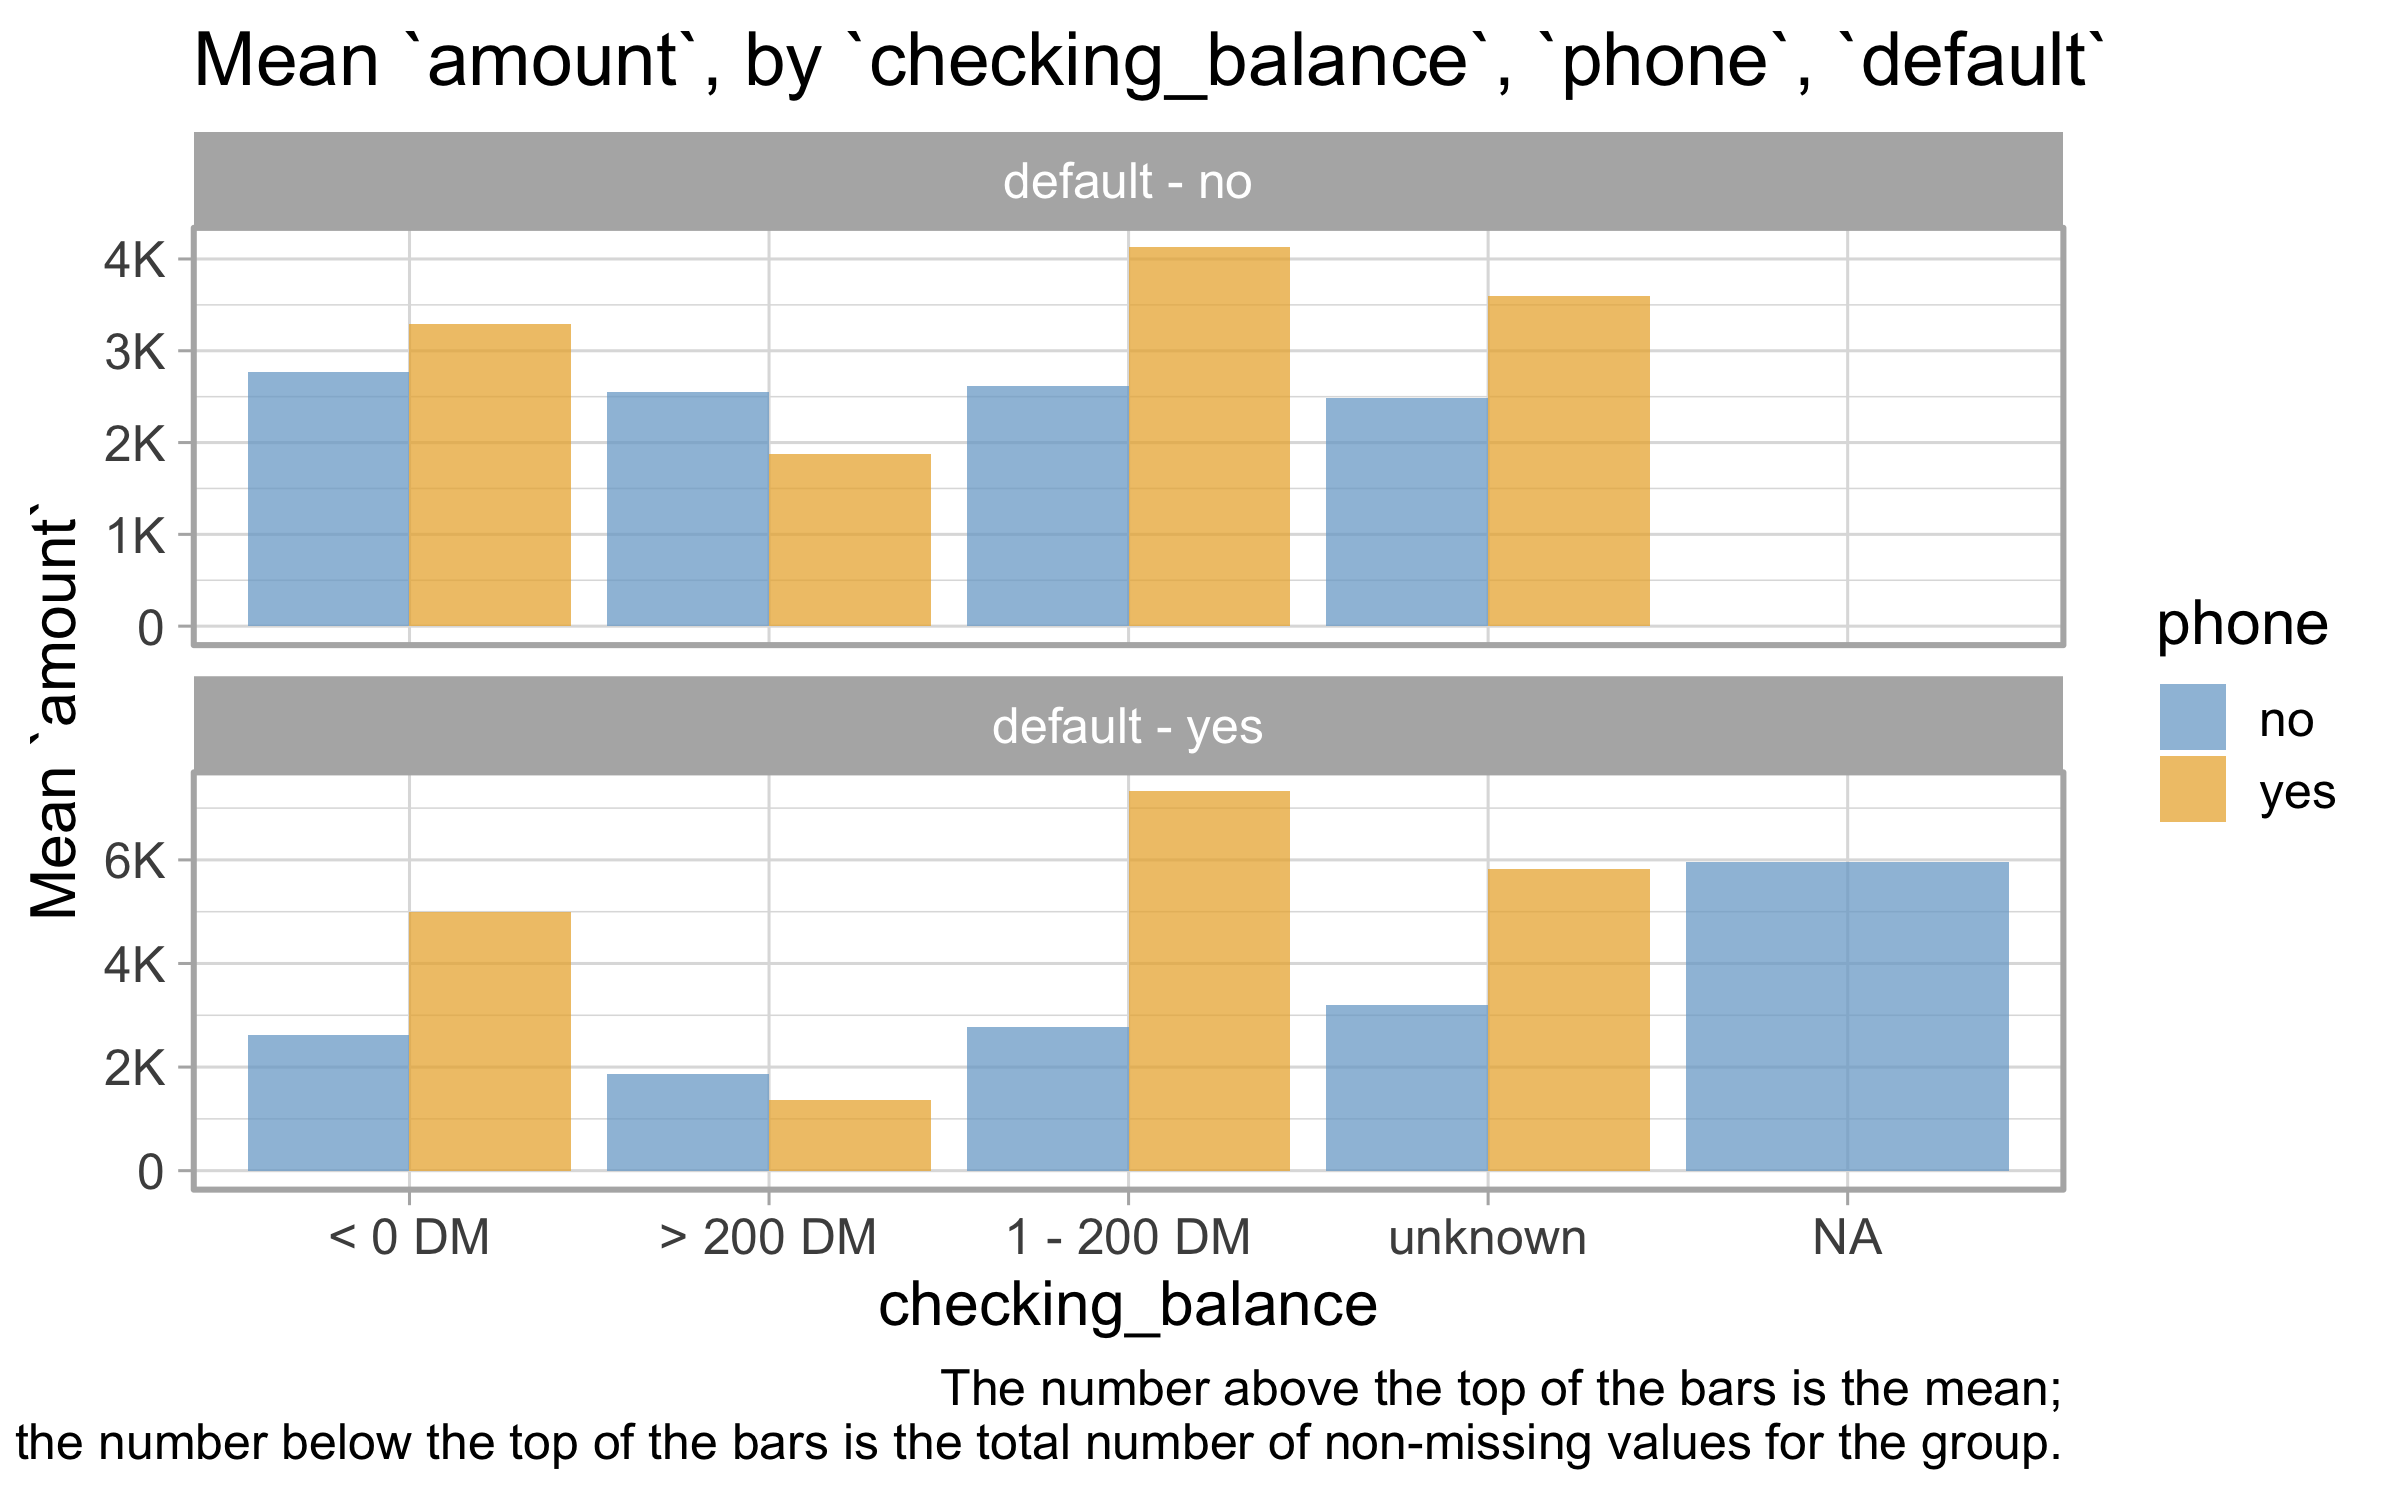 Mean `amount`, by `checking_balance`, `phone`, `default`
default - no
4K
3K
2K
1K
0
Mean `amount`
default - yes
6K
4K
2K
0
< 0 DM
> 200 DM
1 - 200 DM
unknown
NA
checking_balance
phone
no
yes
The number above the top of the bars is the mean;
the number below the top of the bars is the total number of non-missing values for the group.